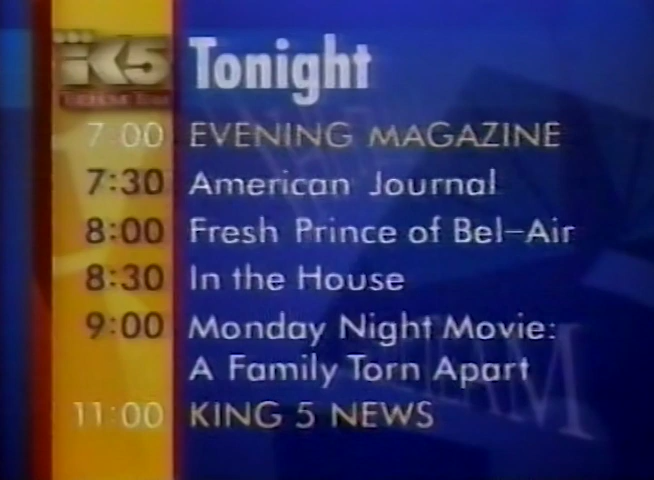 K5 Tonight
7:00 EVENING MAGAZINE
7:30 American Journal
8:00 Fresh Prince of Bel-Air
8:30 In the House
9:00 Monday Night Movie:
A Family Torn Apart
11:00 KING 5 NEWS